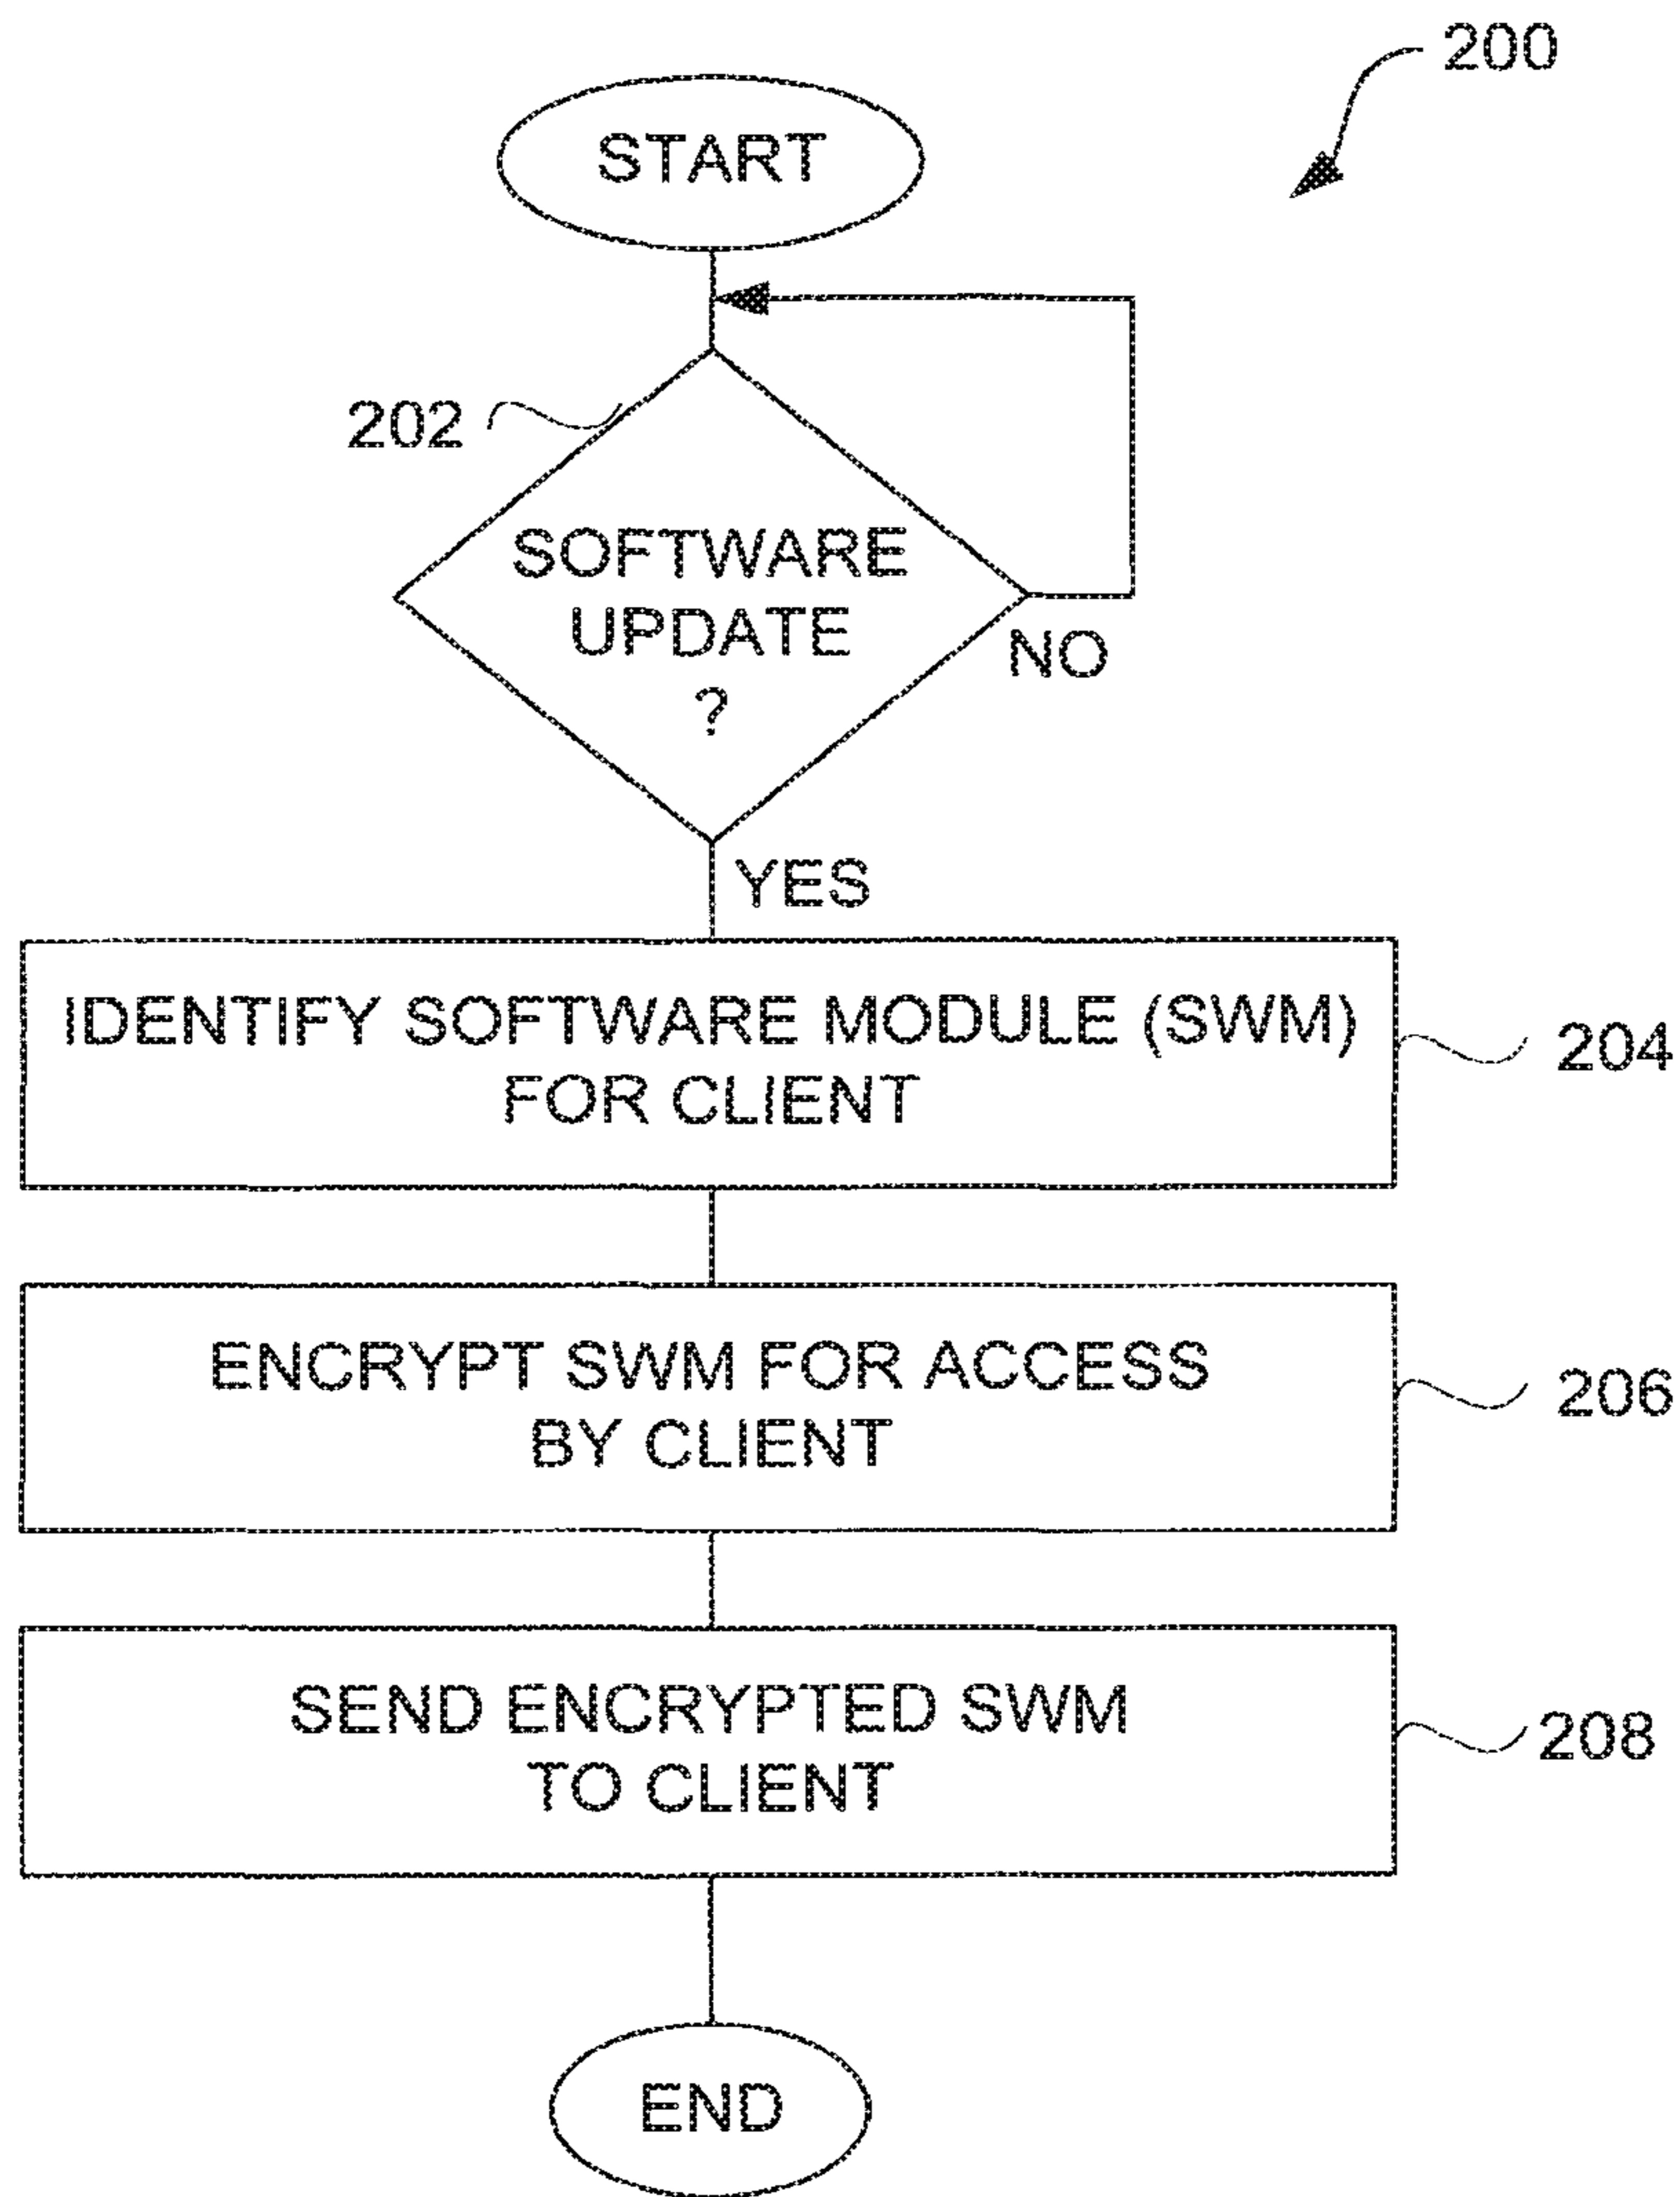 200
START
202
SOFTWARE
UPDATE
?
NO
YES
IDENTIFY SOFTWARE MODULE (SWM)
FOR CLIENT
204
ENCRYPT SWM FOR ACCESS
BY CLIENT
206
SEND ENCRYPTED SWM
TO CLIENT
208
END